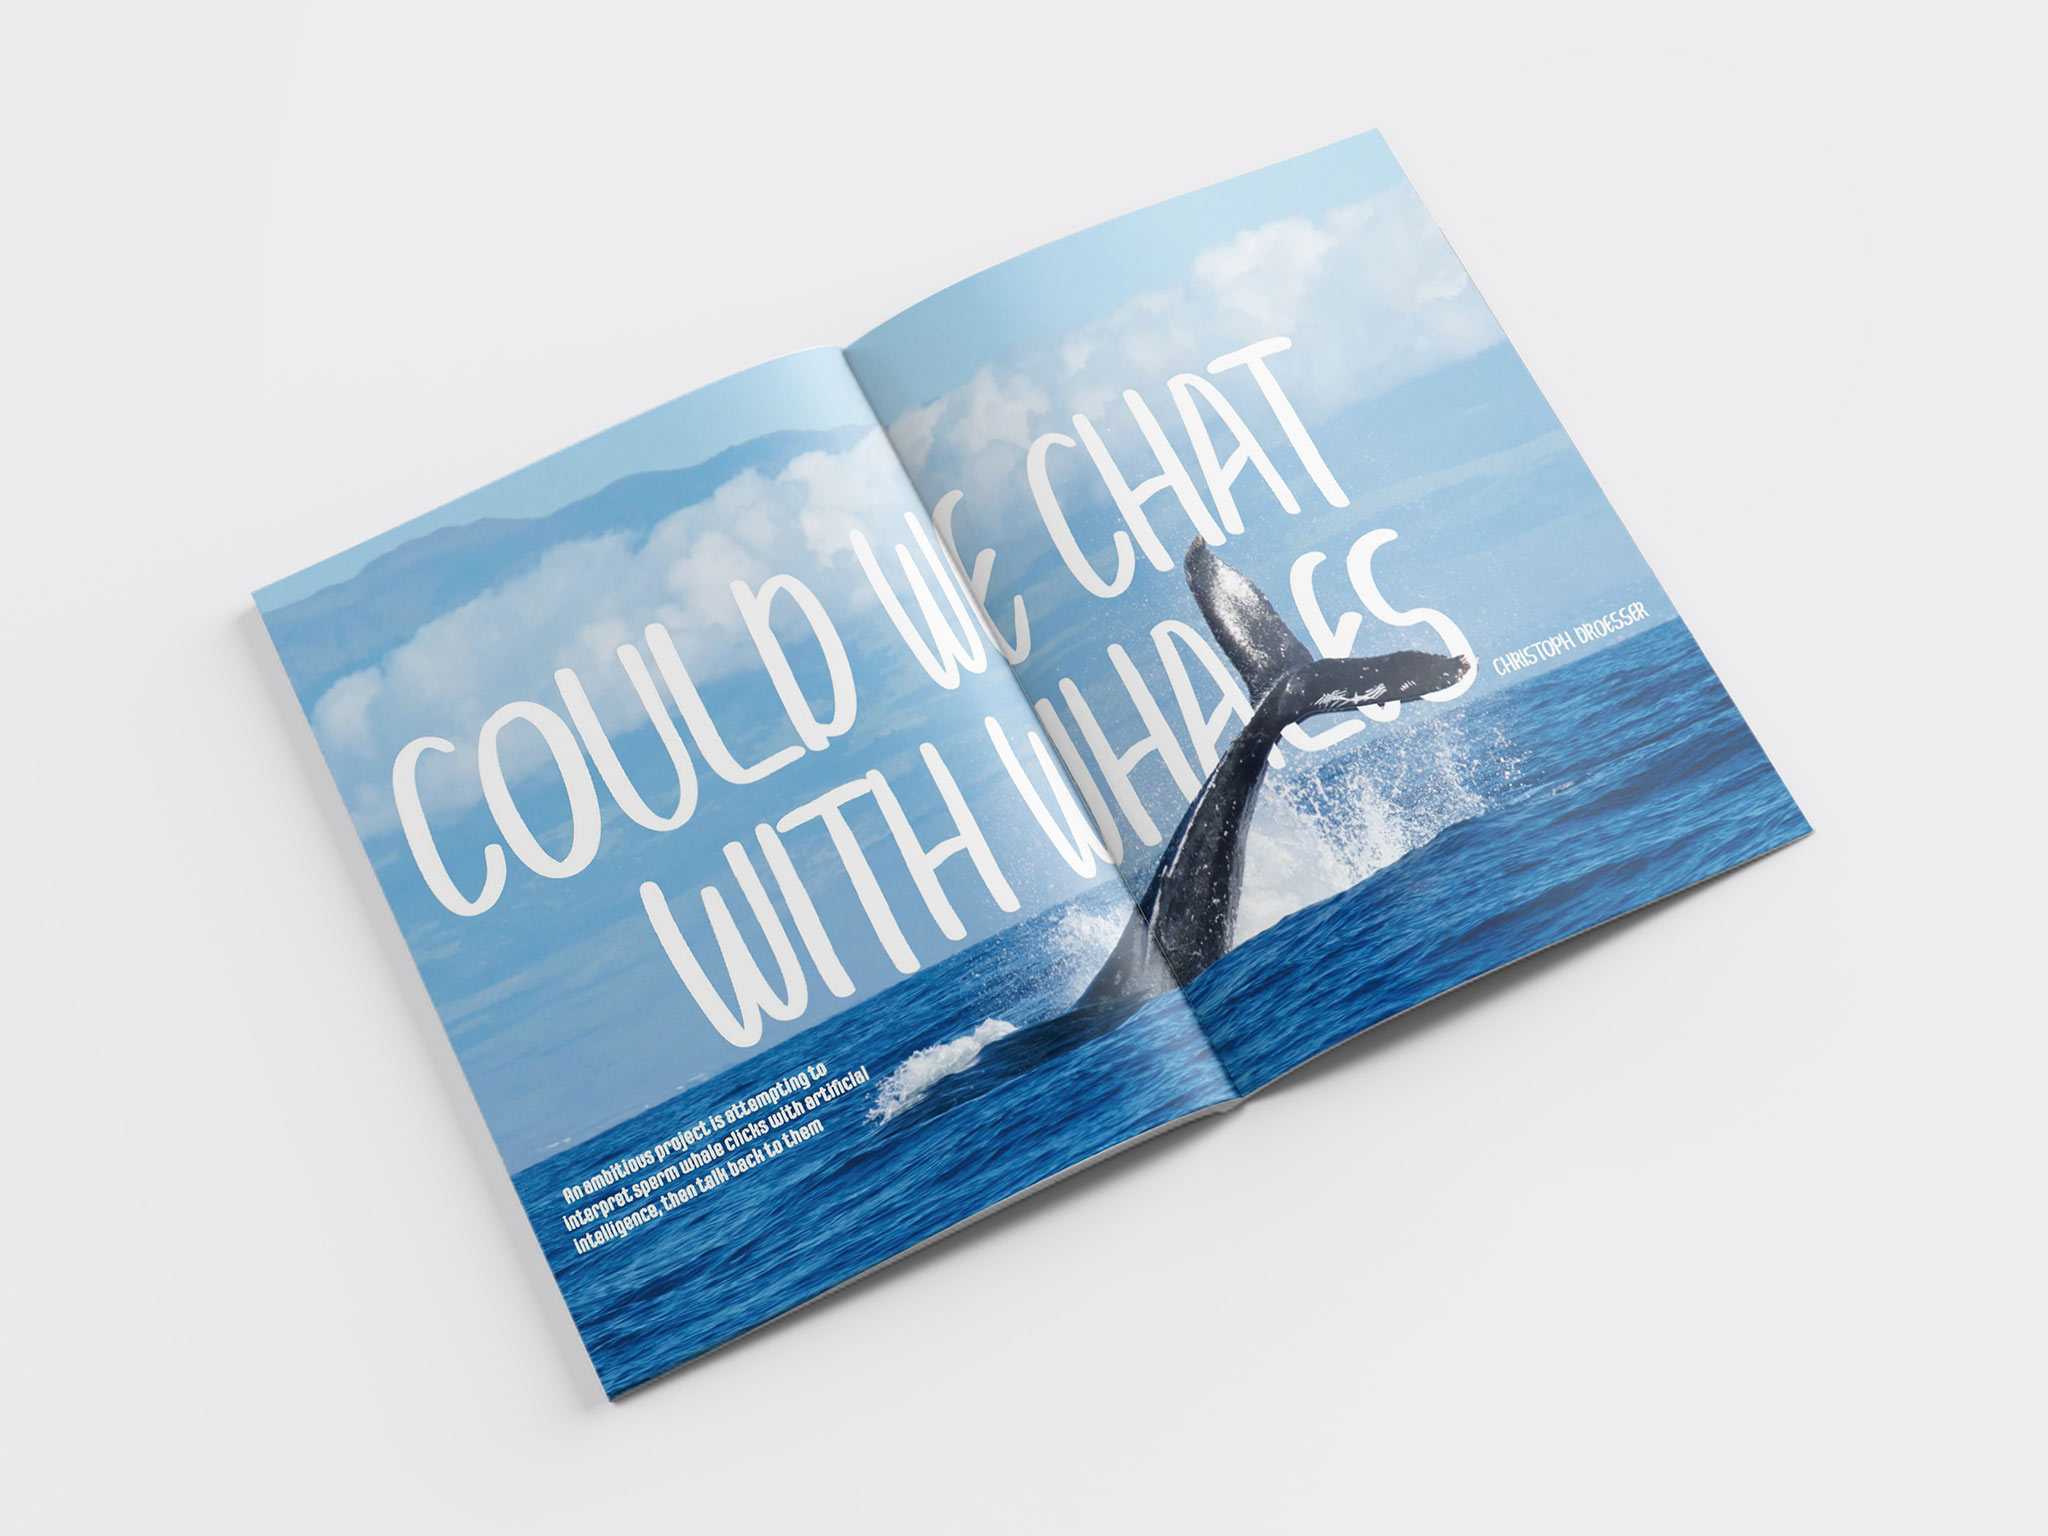 COULD WE CHAT
WITH WHALES
CHRISTOPH DROESSER
An ambitious project is attempting to
interpret sperm whale clicks with artificial
intelligence, then talk back to them